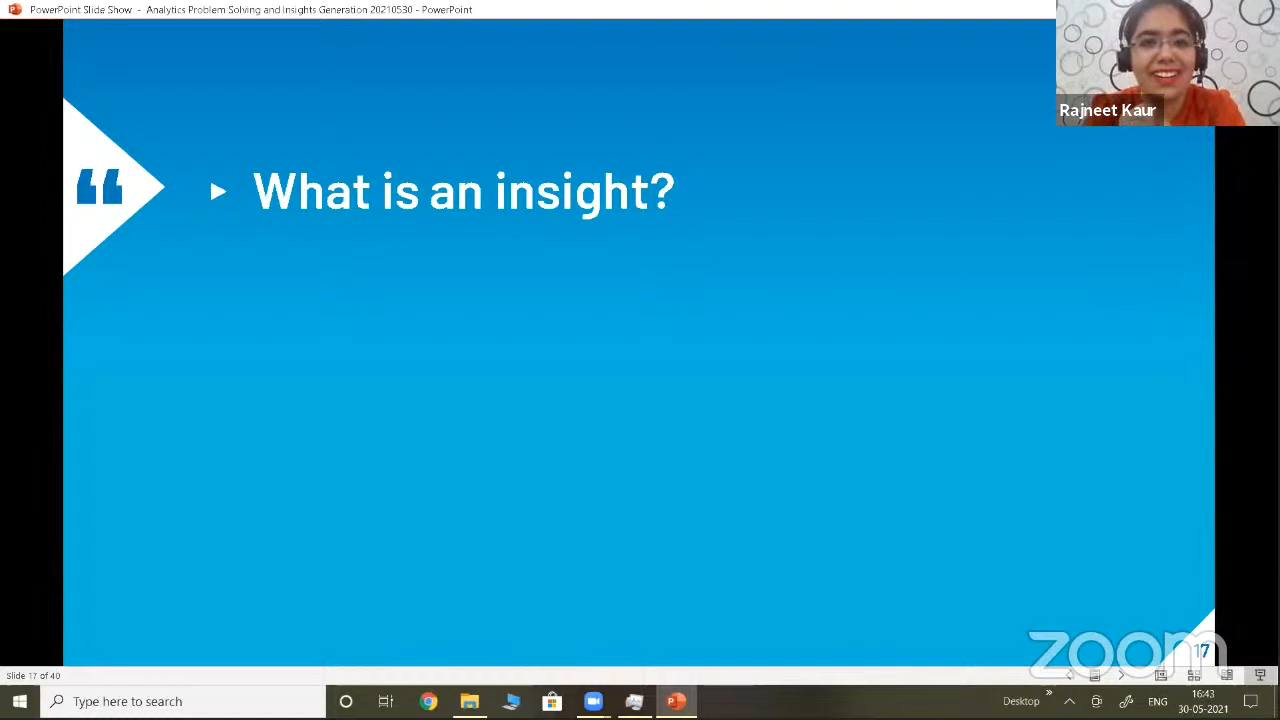 PowerPoint Slide Show - Analytics Problem Solving and Insights Generation 20210530 - PowerPoint
Rajneet Kaur
“
▶ What is an insight?
zoom
17
Slide 17 of 40
Type here to search
Desktop
»
ENG
16:43
30-05-2021